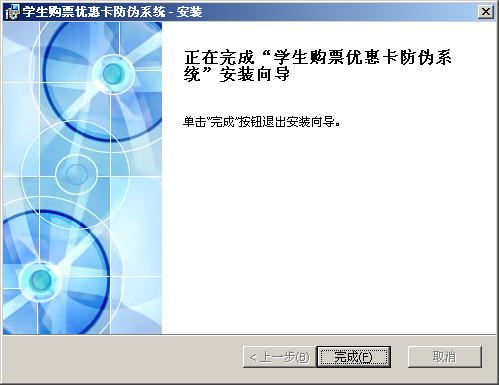 学生购票优惠卡防伪系统 - 安装
正在完成“学生购票优惠卡防伪系
统”安装向导
单击"完成"按钮退出安装向导。
< 上一步(B)
完成(F)
取消